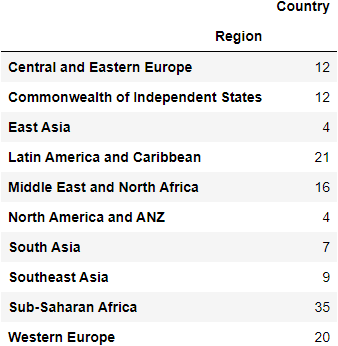 Country
Region
Central and Eastern Europe 12
Commonwealth of Independent States 12
East Asia 4
Latin America and Caribbean 21
Middle East and North Africa 16
North America and ANZ 4
South Asia 7
Southeast Asia 9
Sub-Saharan Africa 35
Western Europe 20